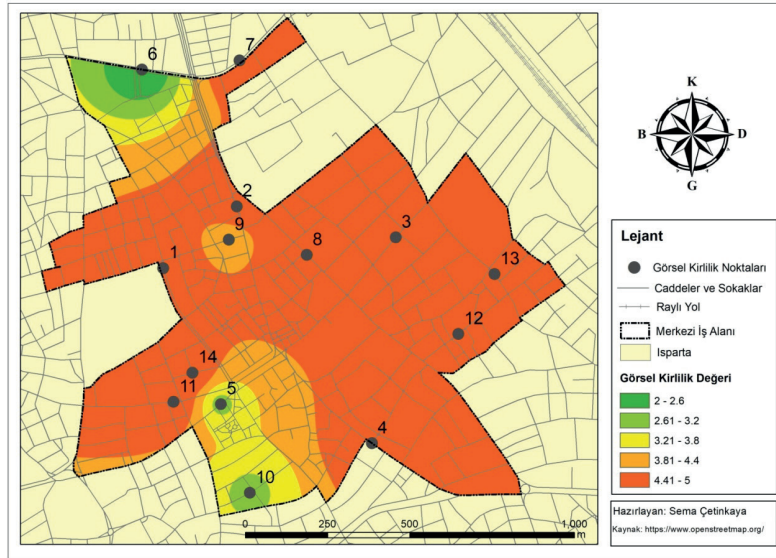 6
7
2
9
3
8
1
13
12
14
11
5
4
10
0
250
500
1,000
m
K
B
D
G
Lejant
Görsel Kirlilik Noktaları
Caddeler ve Sokaklar
Raylı Yol
Merkezi İş Alanı
Isparta
Görsel Kirlilik Değeri
2 - 2.6
2.61 - 3.2
3.21 - 3.8
3.81 - 4.4
4.41 - 5
Hazırlayan: Sema Çetinkaya
Kaynak: https://www.openstreetmap.org/